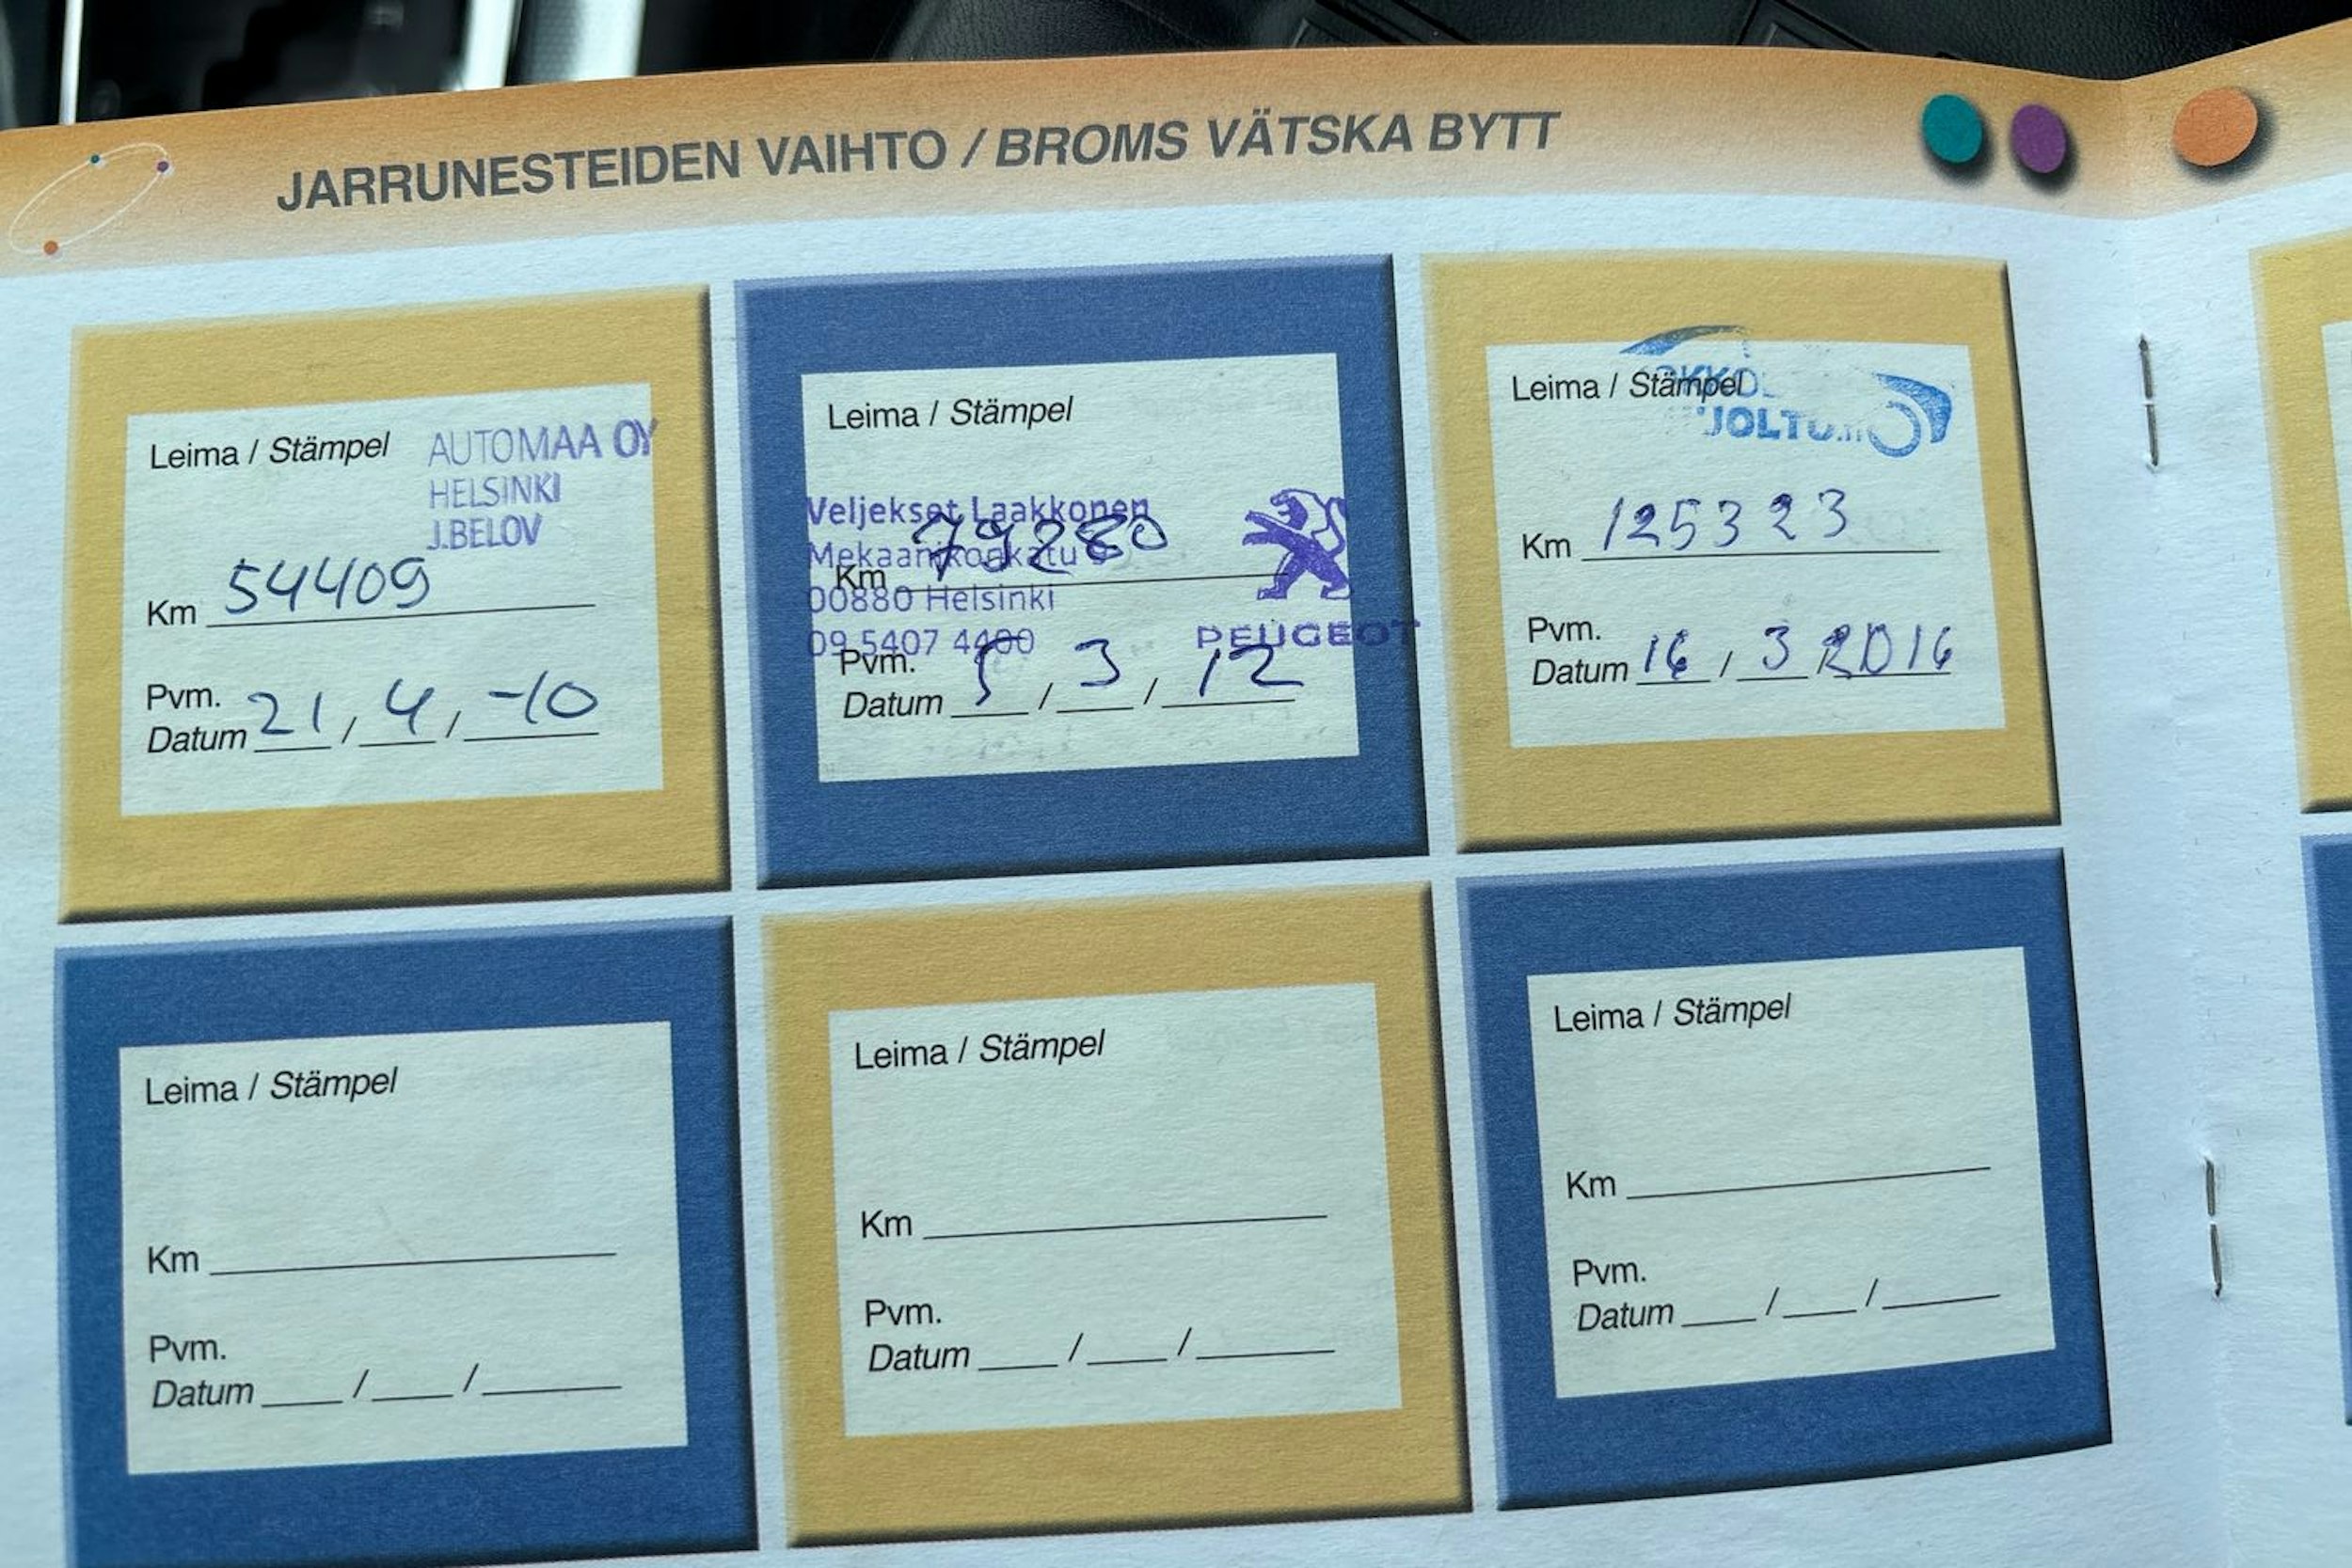 JARRUNESTEIDEN VAIHTO / BROMS VÄTSKA BYTT
Leima / Stämpel
AUTOMAA OY
HELSINKI
J.BELOV
Km 54409
Pvm.
Datum 21 / 4 / -10
Leima / Stämpel
Veljekset Laakkonen
Mekaanikonkatu
00880 Helsinki
09 5407 4400
PEUGEOT
Km 79280
Pvm.
Datum 5 / 3 / 12
Leima / Stämpel
Km 125323
Pvm.
Datum 16 / 3 / 2016
Leima / Stämpel
Km
Pvm.
Datum / /
Leima / Stämpel
Km
Pvm.
Datum / /
Leima / Stämpel
Km
Pvm.
Datum / /